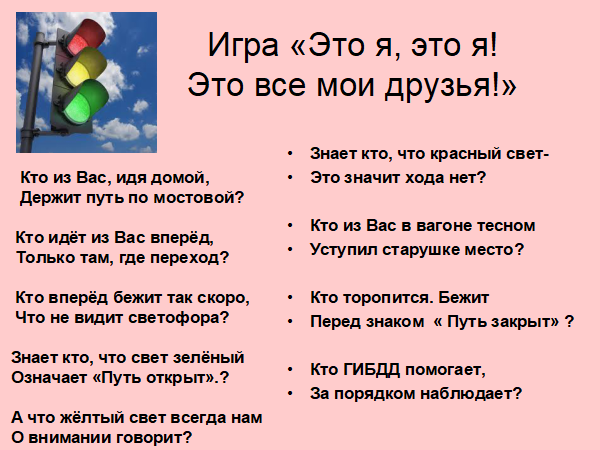 Игра «Это я, это я!
Это все мои друзья!»
Кто из Вас, идя домой,
Держит путь по мостовой?
Кто идёт из Вас вперёд,
Только там, где переход?
Кто вперёд бежит так скоро,
Что не видит светофора?
Знает кто, что свет зелёный
Означает «Путь открыт».?
А что жёлтый свет всегда нам
О внимании говорит?
• Знает кто, что красный свет-
• Это значит хода нет?
• Кто из Вас в вагоне тесном
• Уступил старушке место?
• Кто торопится. Бежит
• Перед знаком « Путь закрыт» ?
• Кто ГИБДД помогает,
• За порядком наблюдает?